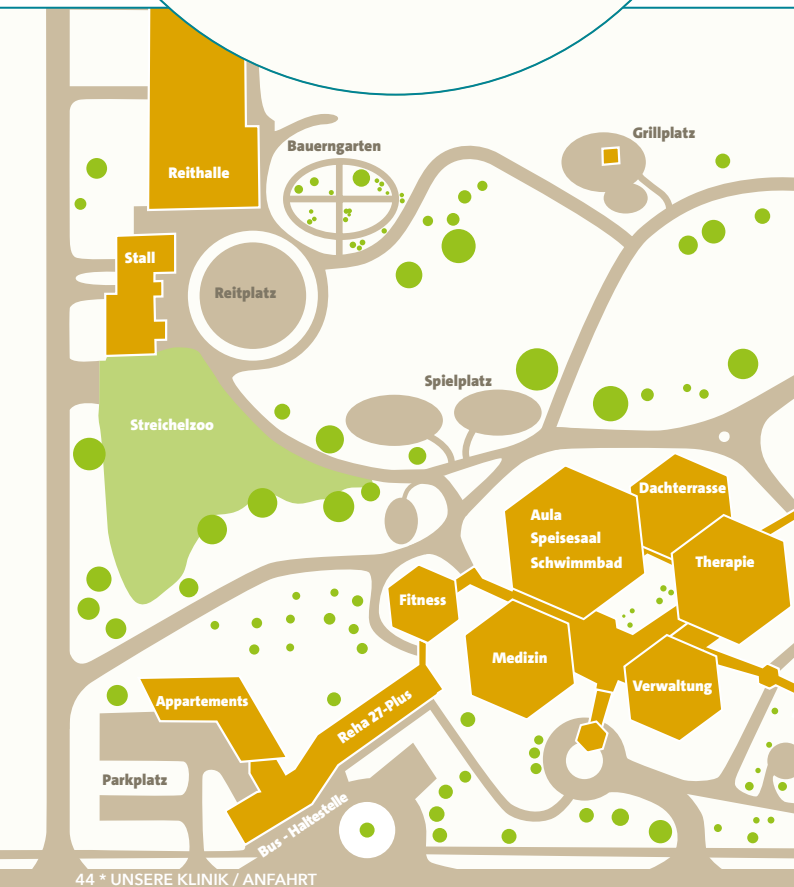 Grillplatz
Bauerngarten
Reithalle
Stall
Reitplatz
Spielplatz
Streichelzoo
Dachterrasse
Aula
Speisesaal
Schwimmbad
Therapie
Fitness
Medizin
Verwaltung
Appartements
Reha 27-Plus
Parkplatz
Bus - Haltestelle
44 * UNSERE KLINIK / ANFAHRT